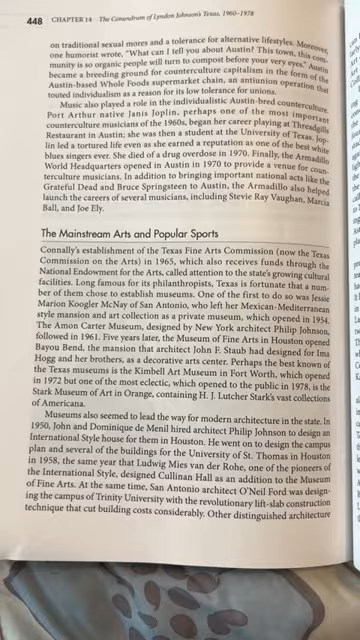 448 CHAPTER 14 The Conundrum of Lyndon Johnson's Texas, 1960–1978
on traditional sexual mores and a tolerance for alternative lifestyles. Moreover,
one humorist wrote, "What can I tell you about Austin? This town, this com-
munity is so organic people will turn to compost before your very eyes." Austin
became a breeding ground for counterculture capitalism in the form of the
Austin-based Whole Foods supermarket chain, an antiunion operation that
touted individualism as a reason for its low tolerance for unions.
Music also played a role in the individualistic Austin-bred counterculture.
Port Arthur native Janis Joplin, perhaps one of the most important
counterculture musicians of the 1960s, began her career playing at Threadgills
Restaurant in Austin; she was then a student at the University of Texas. Jop-
lin led a tortured life even as she earned a reputation as one of the best white
blues singers ever. She died of a drug overdose in 1970. Finally, the Armadillo
World Headquarters opened in Austin in 1970 to provide a venue for coun-
terculture musicians. In addition to bringing important national acts like the
Grateful Dead and Bruce Springsteen to Austin, the Armadillo also helped
launch the careers of several musicians, including Stevie Ray Vaughan, Marcia
Ball, and Joe Ely.
The Mainstream Arts and Popular Sports
Connally's establishment of the Texas Fine Arts Commission (now the Texas
Commission on the Arts) in 1965, which also receives funds through the
National Endowment for the Arts, called attention to the state's growing cultural
facilities. Long famous for its philanthropists, Texas is fortunate that a num-
ber of them chose to establish museums. One of the first to do so was Jessie
Marion Koogler McNay of San Antonio, who left her Mexican-Mediterranean
style mansion and art collection as a private museum, which opened in 1954.
The Amon Carter Museum, designed by New York architect Philip Johnson,
followed in 1961. Five years later, the Museum of Fine Arts in Houston opened
Bayou Bend, the mansion that architect John F. Staub had designed for Ima
Hogg and her brothers, as a decorative arts center. Perhaps the best known of
the Texas museums is the Kimbell Art Museum in Fort Worth, which opened
in 1972 but one of the most eclectic, which opened to the public in 1978, is the
Stark Museum of Art in Orange, containing H. J. Lutcher Stark's vast collections
of Americana.
Museums also seemed to lead the way for modern architecture in the state. In
1950, John and Dominique de Menil hired architect Philip Johnson to design an
International Style house for them in Houston. He went on to design the campus
plan and several of the buildings for the University of St. Thomas in Houston
in 1958, the same year that Ludwig Mies van der Rohe, one of the pioneers of
the International Style, designed Cullinan Hall as an addition to the Museum
of Fine Arts. At the same time, San Antonio architect O'Neil Ford was design-
ing the campus of Trinity University with the revolutionary lift-slab construction
technique that cut building costs considerably. Other distinguished architecture